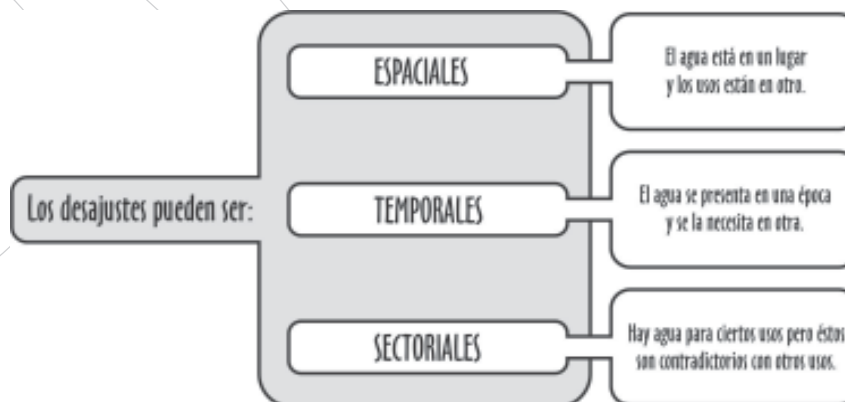 Los desajustes pueden ser:
ESPACIALES
El agua está en un lugar
y los usos están en otro.
TEMPORALES
El agua se presenta en una época
y se la necesita en otra.
SECTORIALES
Hay agua para ciertos usos pero éstos
son contradictorios con otros usos.